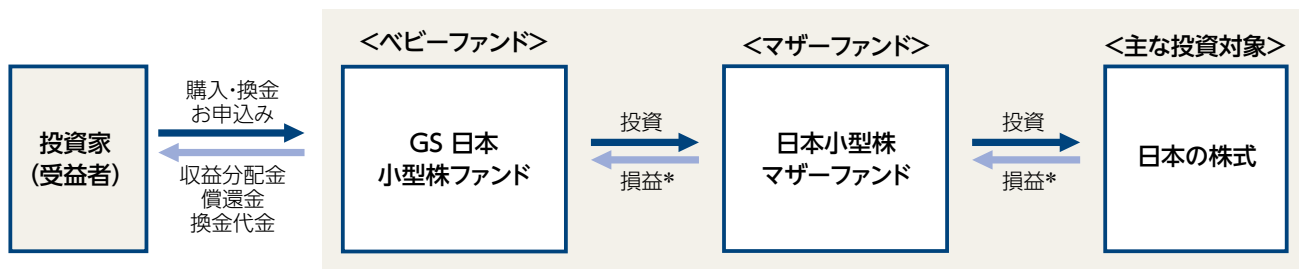 <ベビーファンド>
<マザーファンド>
<主な投資対象>
投資家
(受益者)
購入・換金
お申込み
収益分配金
償還金
換金代金
GS 日本
小型株ファンド
投資
損益*
日本小型株
マザーファンド
投資
損益*
日本の株式